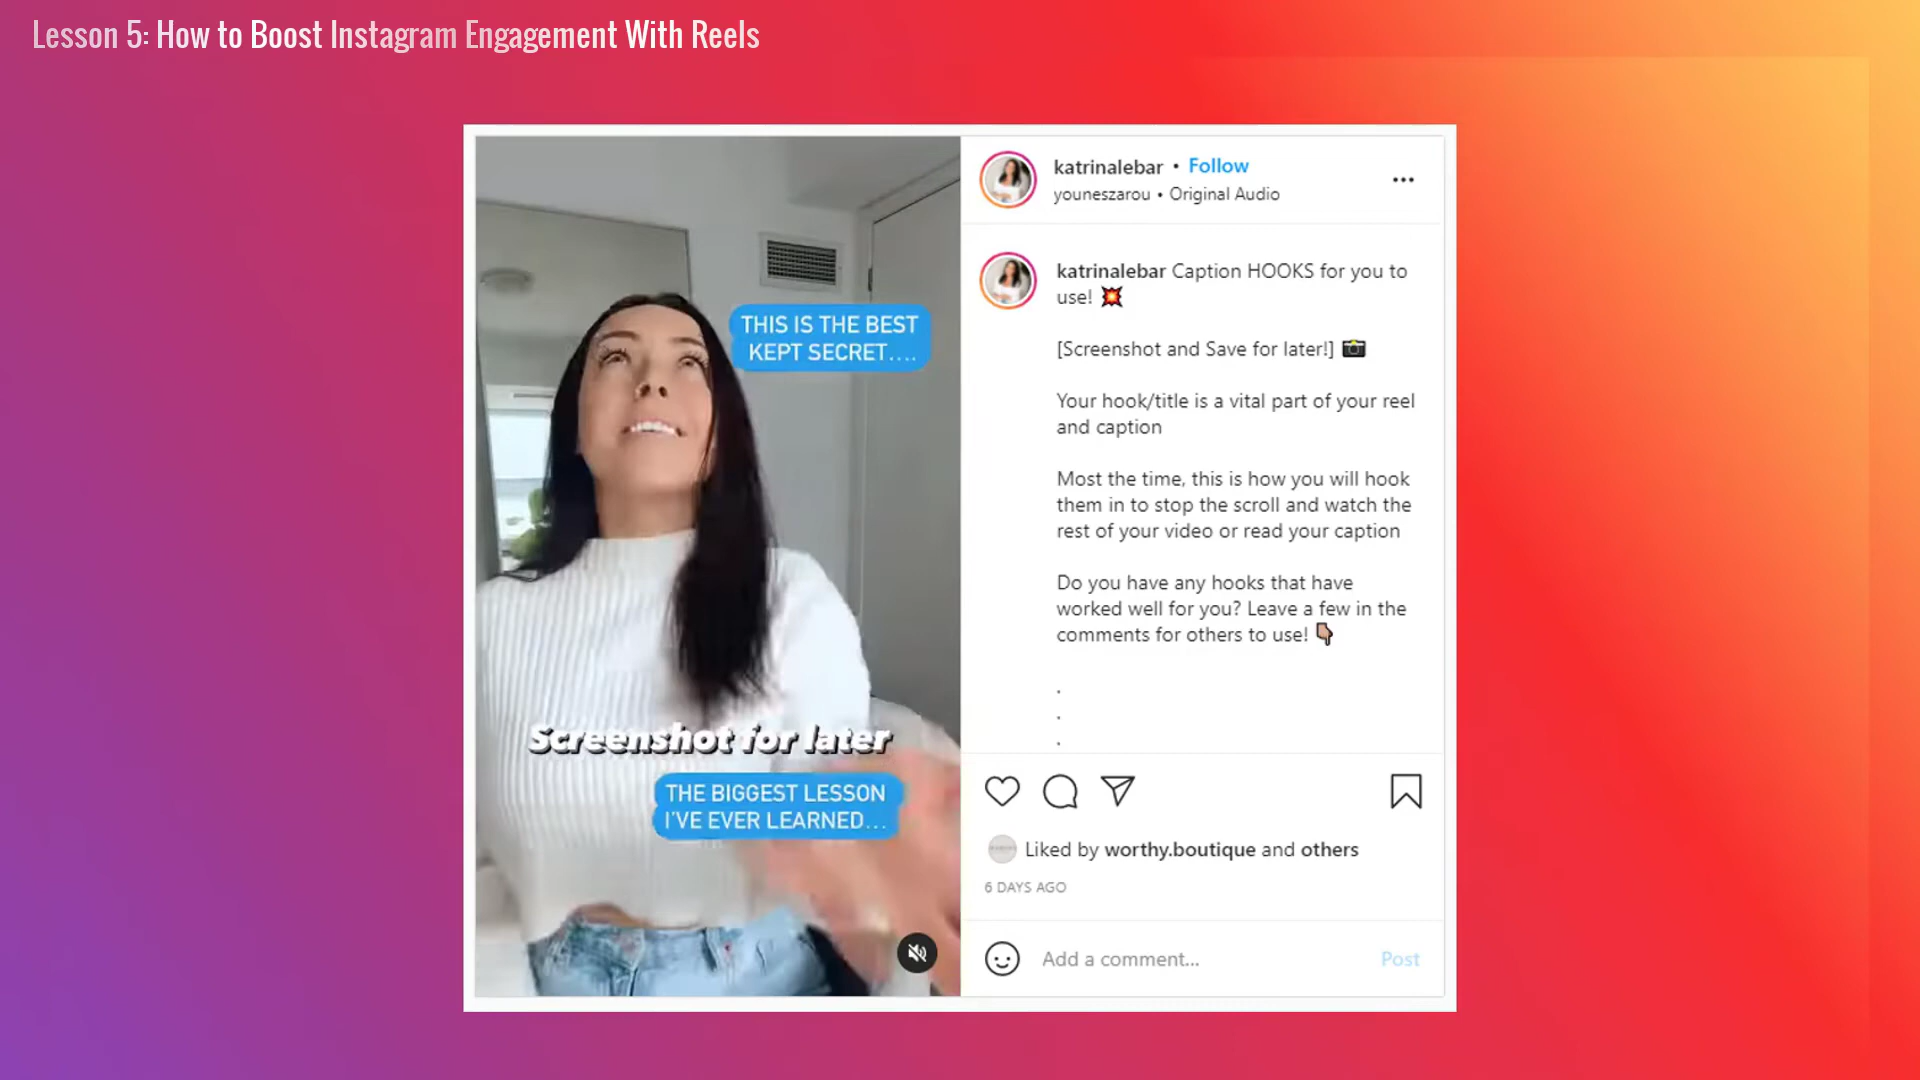 Lesson 5: How to Boost Instagram Engagement With Reels
THIS IS THE BEST
KEPT SECRET....
Screenshot for later
THE BIGGEST LESSON
I'VE EVER LEARNED...
katrinalebar • Follow
youneszarou • Original Audio
katrinalebar Caption HOOKS for you to
use! 💥
[Screenshot and Save for later!] 📸
Your hook/title is a vital part of your reel
and caption
Most the time, this is how you will hook
them in to stop the scroll and watch the
rest of your video or read your caption
Do you have any hooks that have
worked well for you? Leave a few in the
comments for others to use! 👇🏽
.
.
.
Liked by worthy.boutique and others
6 DAYS AGO
Add a comment...
Post